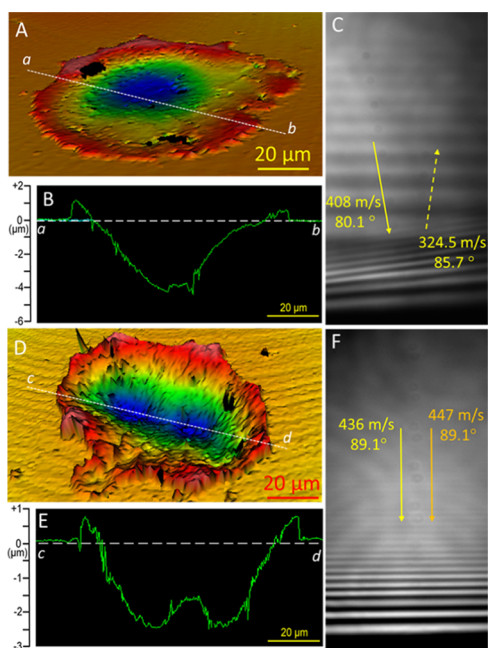 A
a
b
20 μm
B
+2
0
(μm)
-2
-4
-6
a
b
20 μm
C
408 m/s
80.1 °
324.5 m/s
85.7 °
D
c
d
20 μm
E
(μm)
+1
0
-1
-2
-3
c
d
20 μm
F
436 m/s
89.1°
447 m/s
89.1°